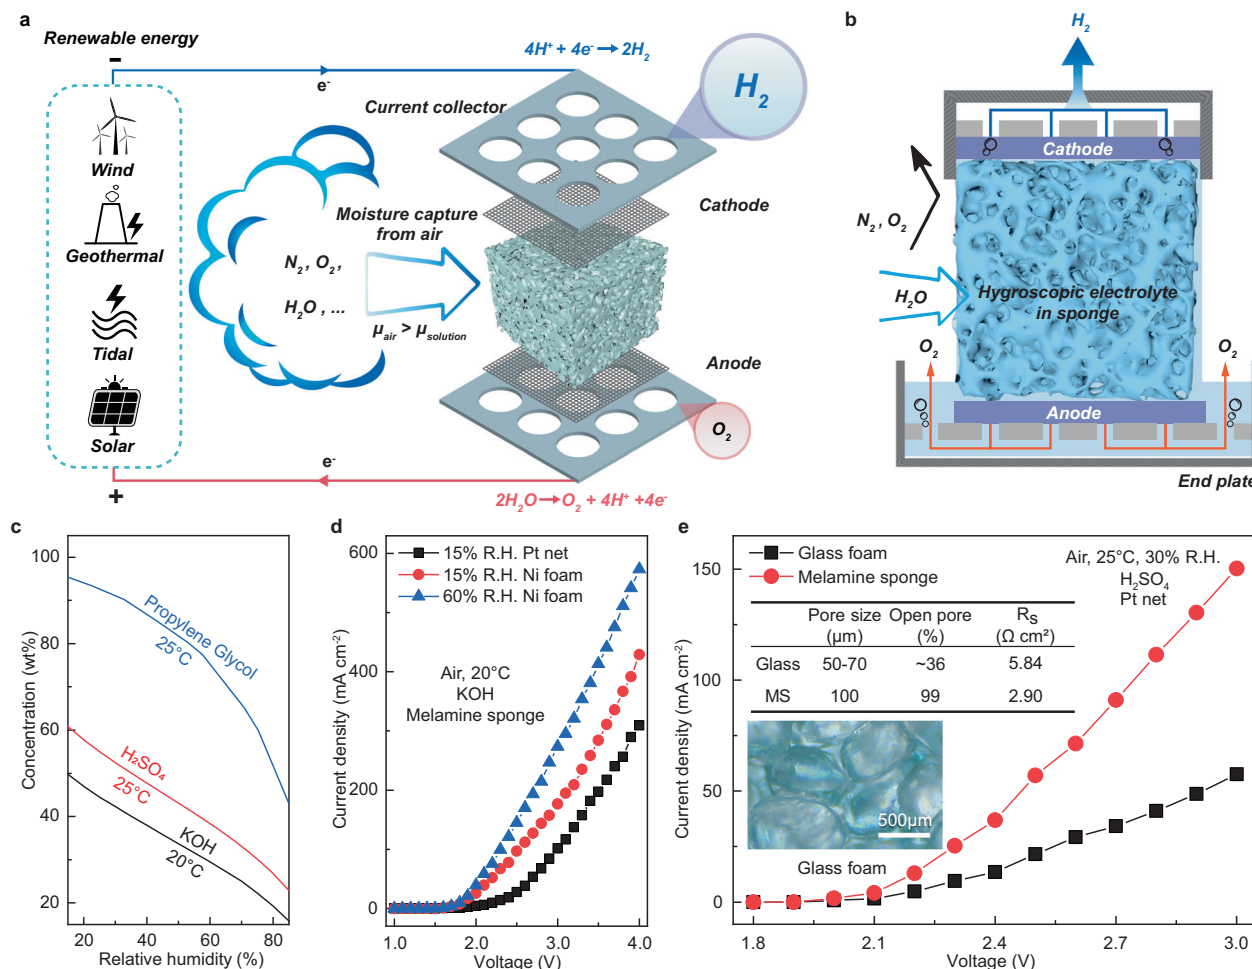 a
Renewable energy
-
Wind
Geothermal
Tidal
Solar
+
e⁻
4H⁺ + 4e⁻ → 2H₂
Current collector
H₂
Cathode
Moisture capture
from air
N₂ , O₂ ,
H₂O , ...
μair > μsolution
Anode
O₂
e⁻
2H₂O → O₂ + 4H⁺ +4e⁻
b
H₂
Cathode
N₂ , O₂
H₂O
Hygroscopic electrolyte
in sponge
O₂
O₂
Anode
End plate
c
Concentration (wt%)
100
80
60
40
20
Propylene Glycol
25°C
H₂SO₄
25°C
KOH
20°C
20 40 60 80
Relative humidity (%)
d
Current density (mA cm⁻²)
600
400
200
0
15% R.H. Pt net
15% R.H. Ni foam
60% R.H. Ni foam
Air, 20°C
KOH
Melamine sponge
1.0 2.0 3.0 4.0
Voltage (V)
e
Current density (mA cm⁻²)
150
100
50
0
Glass foam
Melamine sponge
Air, 25°C, 30% R.H.
H₂SO₄
Pt net
Pore size Open pore RS
(μm) (%) (Ω cm²)
Glass 50-70 ~36 5.84
MS 100 99 2.90
500μm
Glass foam
1.8 2.1 2.4 2.7 3.0
Voltage (V)